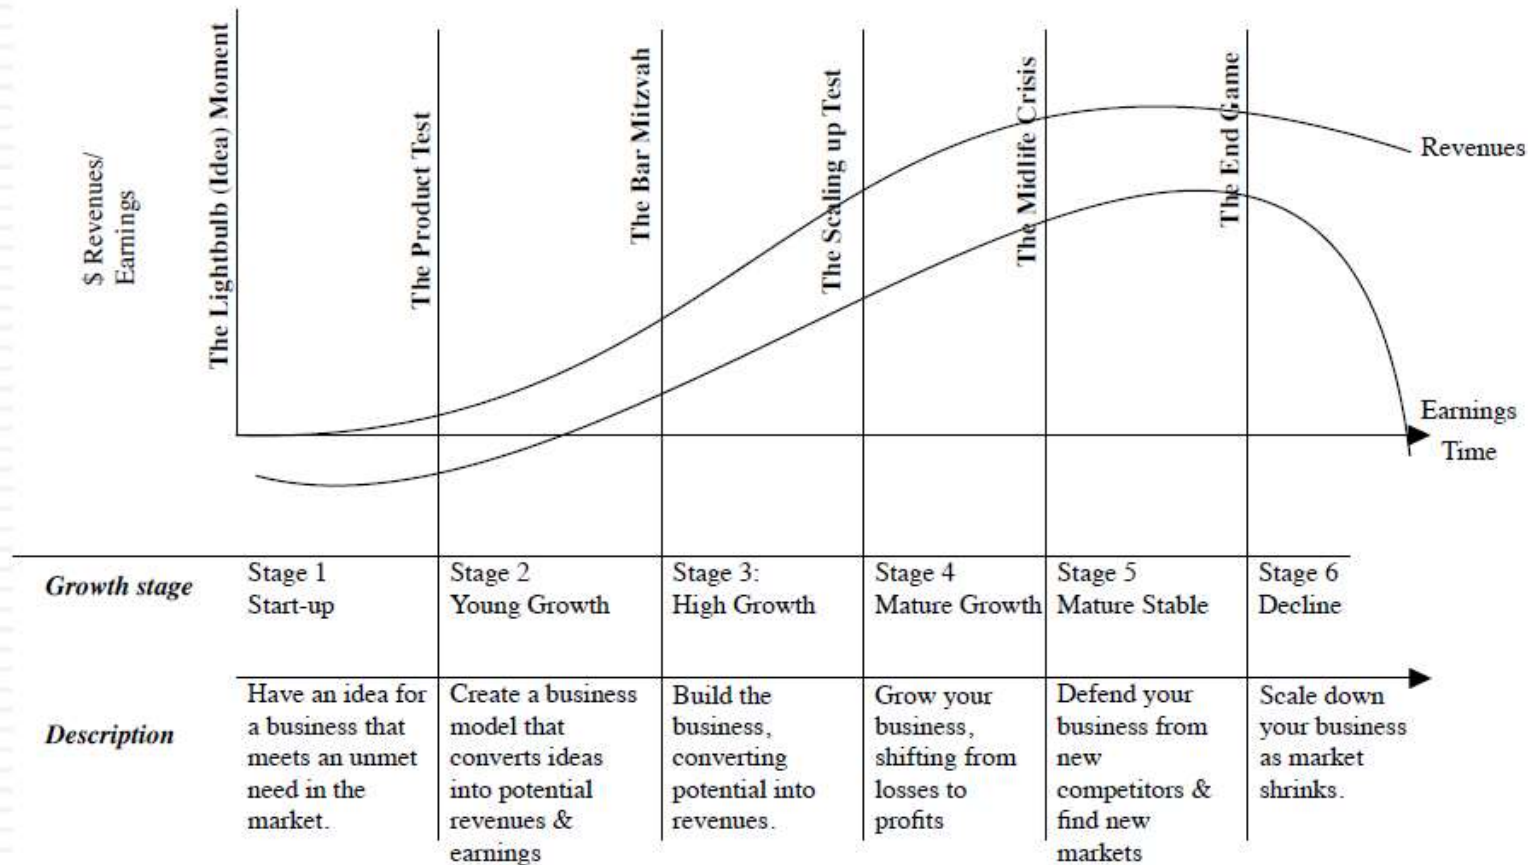 $ Revenues/
Earnings
The Lightbulb (Idea) Moment
The Product Test
The Bar Mitzvah
The Scaling up Test
The Midlife Crisis
The End Game
Revenues
Earnings
Time
Growth stage
Stage 1
Start-up
Stage 2
Young Growth
Stage 3:
High Growth
Stage 4
Mature Growth
Stage 5
Mature Stable
Stage 6
Decline
Description
Have an idea for
a business that
meets an unmet
need in the
market.
Create a business
model that
converts ideas
into potential
revenues &
earnings
Build the
business,
converting
potential into
revenues.
Grow your
business,
shifting from
losses to
profits
Defend your
business from
new
competitors &
find new
markets
Scale down
your business
as market
shrinks.